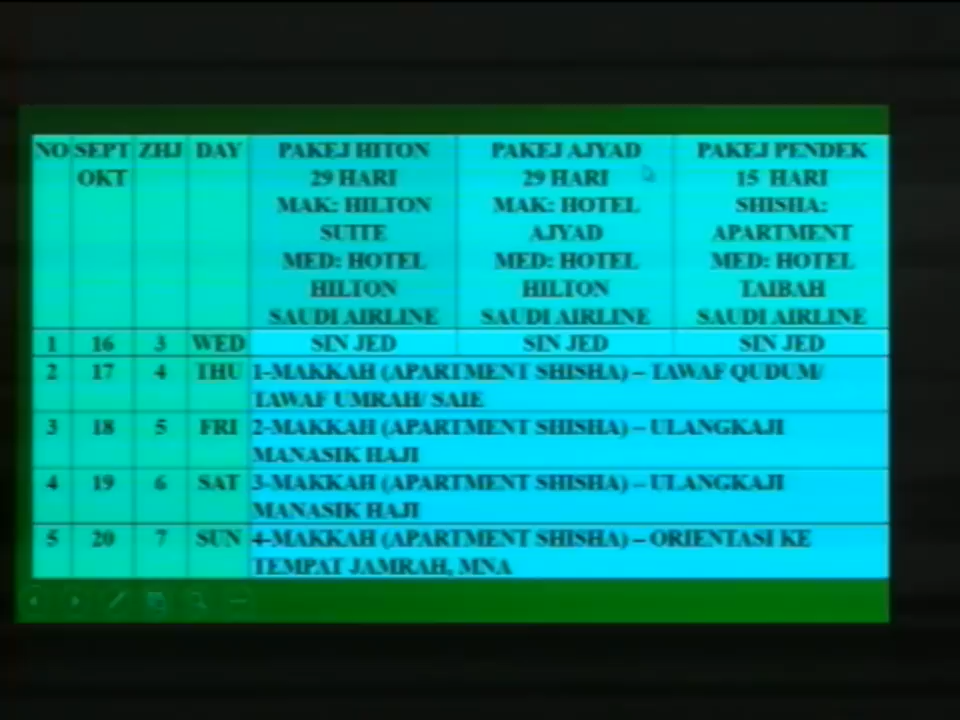 NO SEPT ZHJ DAY PAKEJ HITON PAKEJ AJYAD PAKEJ PENDEK
OKT 29 HARI 29 HARI 15 HARI
MAK: HILTON MAK: HOTEL SHISHA:
SUITE AJYAD APARTMENT
MED: HOTEL MED: HOTEL MED: HOTEL
HILTON HILTON TAIBAH
SAUDI AIRLINE SAUDI AIRLINE SAUDI AIRLINE
1 16 3 WED SIN JED SIN JED SIN JED
2 17 4 THU 1-MAKKAH (APARTMENT SHISHA) – TAWAF QUDUM/
TAWAF UMRAH/ SAIE
3 18 5 FRI 2-MAKKAH (APARTMENT SHISHA) – ULANGKAJI
MANASIK HAJI
4 19 6 SAT 3-MAKKAH (APARTMENT SHISHA) – ULANGKAJI
MANASIK HAJI
5 20 7 SUN 4-MAKKAH (APARTMENT SHISHA) – ORIENTASI KE
TEMPAT JAMRAH, MNA